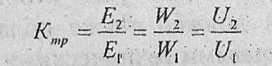 K_тр = E_2/E_1 = W_2/W_1 = U_2/U_1